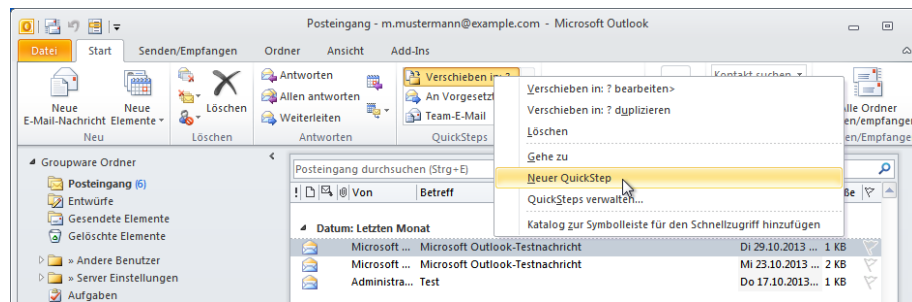 Posteingang - m.mustermann@example.com - Microsoft Outlook
Datei Start Senden/Empfangen Ordner Ansicht Add-Ins
Neue E-Mail-Nachricht
Neue Elemente
Neu
Löschen
Löschen
Antworten
Allen antworten
Weiterleiten
Antworten
Verschieben in: ?
An Vorgesetzt
Team-E-Mail
QuickSteps
Kontakt suchen
lle Ordner
en/empfangen
en/Empfange
Verschieben in: ? bearbeiten>
Verschieben in: ? duplizieren
Löschen
Gehe zu
Neuer QuickStep
QuickSteps verwalten...
Katalog zur Symbolleiste für den Schnellzugriff hinzufügen
Groupware Ordner
Posteingang (6)
Entwürfe
Gesendete Elemente
Gelöschte Elemente
» Andere Benutzer
» Server Einstellungen
Aufgaben
Posteingang durchsuchen (Strg+E)
Von Betreff ße
Datum: Letzten Monat
Microsoft ... Microsoft Outlook-Testnachricht Di 29.10.2013 ... 1 KB
Microsoft ... Microsoft Outlook-Testnachricht Mi 23.10.2013 ... 2 KB
Administra... Test Do 17.10.2013... 1 KB